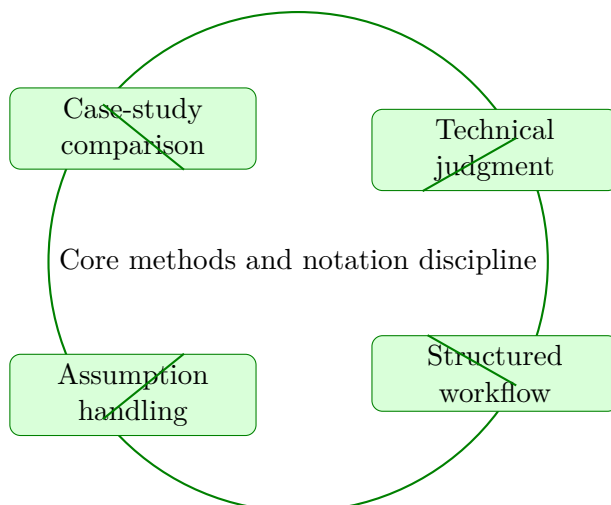 Case-study
comparison
Technical
judgment
Core methods and notation discipline
Assumption
handling
Structured
workflow